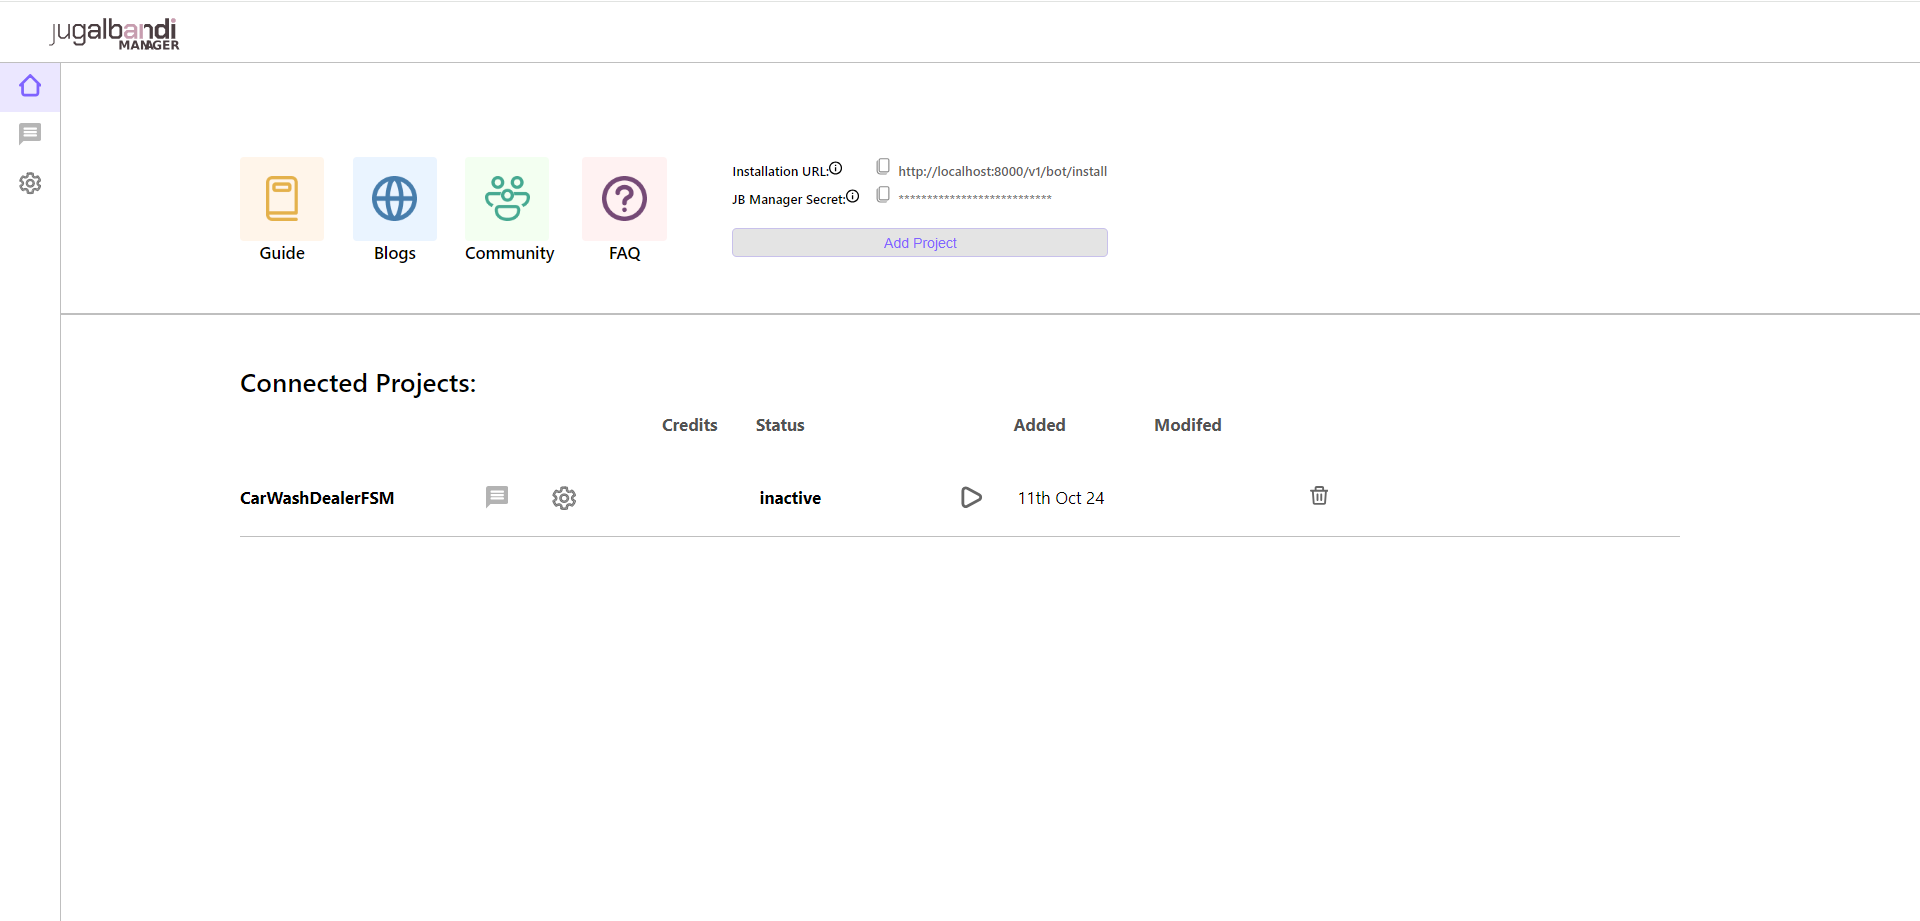 jugalbandi
MANAGER
Installation URL: http://localhost:8000/v1/bot/install
JB Manager Secret: ***************************
Add Project
Guide Blogs Community FAQ
Connected Projects:
Credits Status Added Modifed
CarWashDealerFSM inactive 11th Oct 24